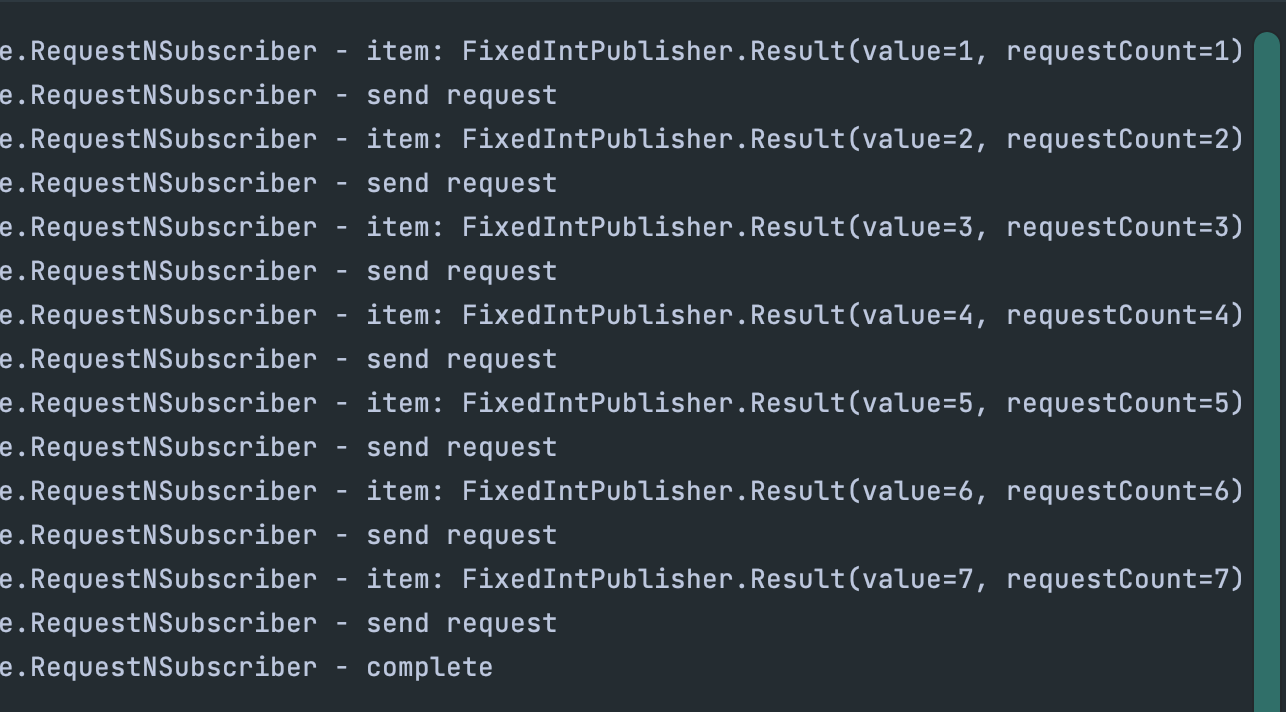 e.RequestNSubscriber - item: FixedIntPublisher.Result(value=1, requestCount=1)
e.RequestNSubscriber - send request
e.RequestNSubscriber - item: FixedIntPublisher.Result(value=2, requestCount=2)
e.RequestNSubscriber - send request
e.RequestNSubscriber - item: FixedIntPublisher.Result(value=3, requestCount=3)
e.RequestNSubscriber - send request
e.RequestNSubscriber - item: FixedIntPublisher.Result(value=4, requestCount=4)
e.RequestNSubscriber - send request
e.RequestNSubscriber - item: FixedIntPublisher.Result(value=5, requestCount=5)
e.RequestNSubscriber - send request
e.RequestNSubscriber - item: FixedIntPublisher.Result(value=6, requestCount=6)
e.RequestNSubscriber - send request
e.RequestNSubscriber - item: FixedIntPublisher.Result(value=7, requestCount=7)
e.RequestNSubscriber - send request
e.RequestNSubscriber - complete